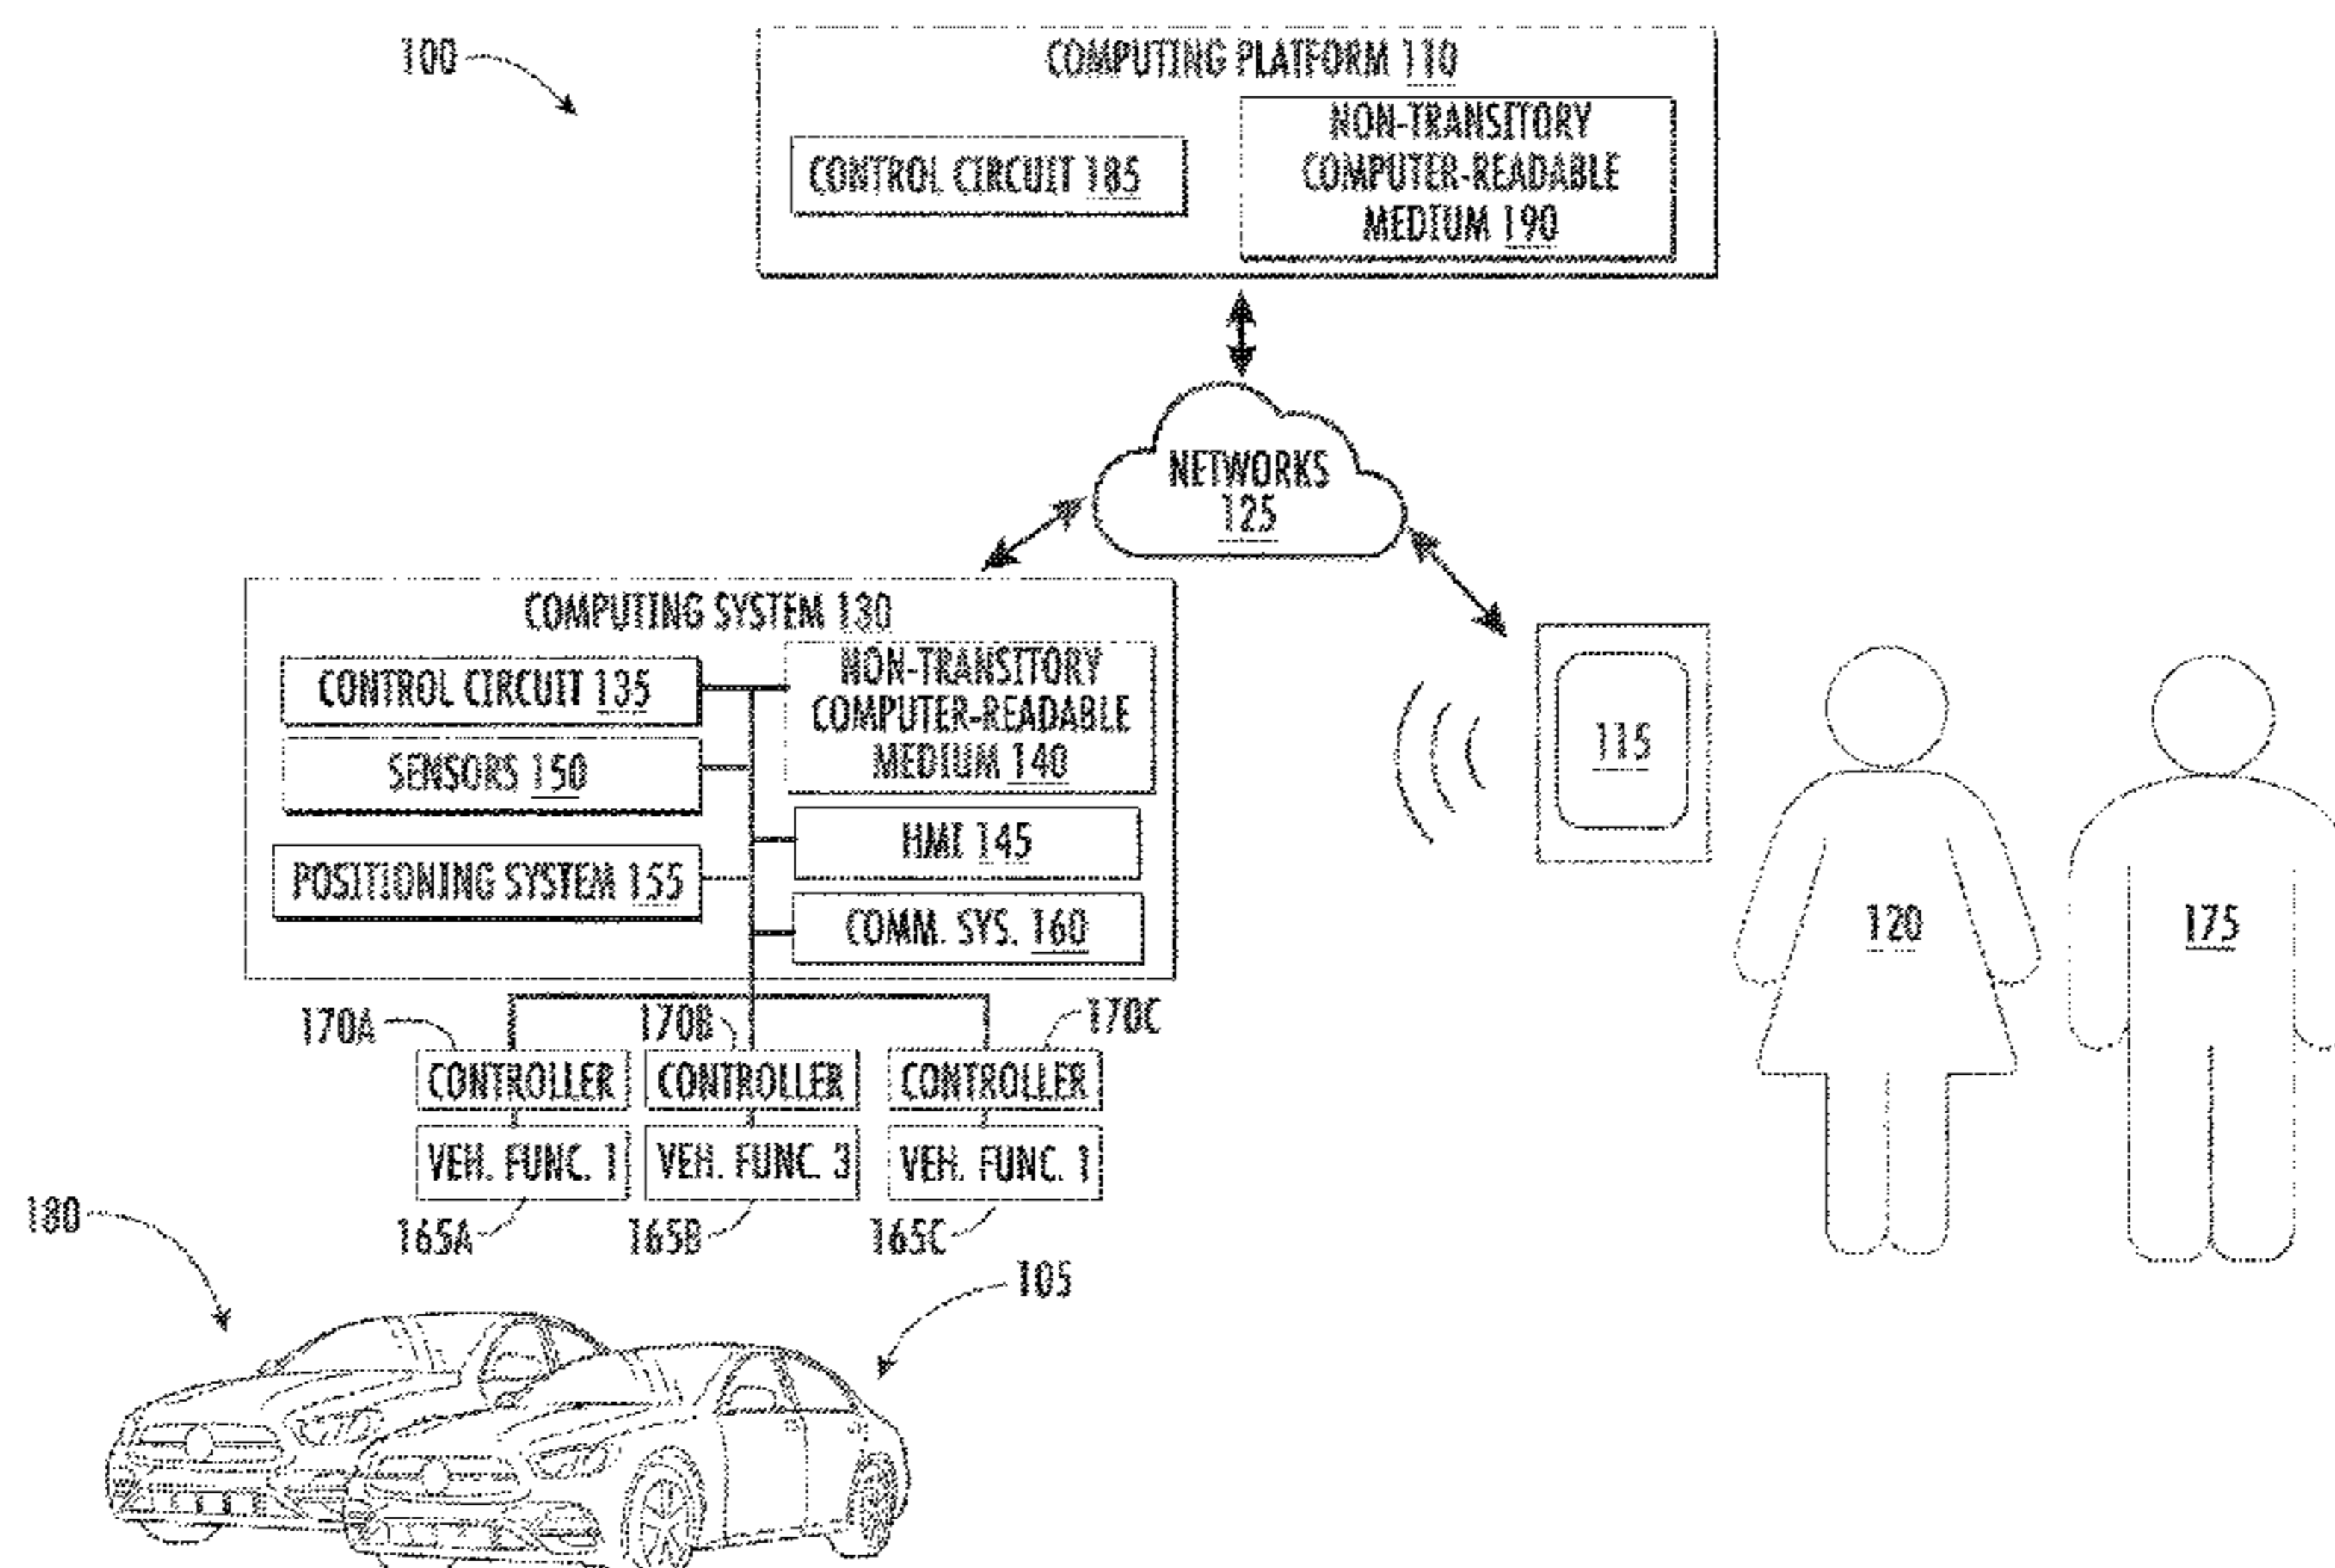 100
COMPUTING PLATFORM 110
CONTROL CIRCUIT 185
NON-TRANSITORY
COMPUTER-READABLE
MEDIUM 190
NETWORKS
125
COMPUTING SYSTEM 130
CONTROL CIRCUIT 135
SENSORS 150
POSITIONING SYSTEM 155
NON-TRANSITORY
COMPUTER-READABLE
MEDIUM 140
HMI 145
COMM. SYS. 160
115
120
175
170A
170B
170C
CONTROLLER
CONTROLLER
CONTROLLER
VEH. FUNC. 1
VEH. FUNC. 3
VEH. FUNC. 1
165A
165B
165C
180
105